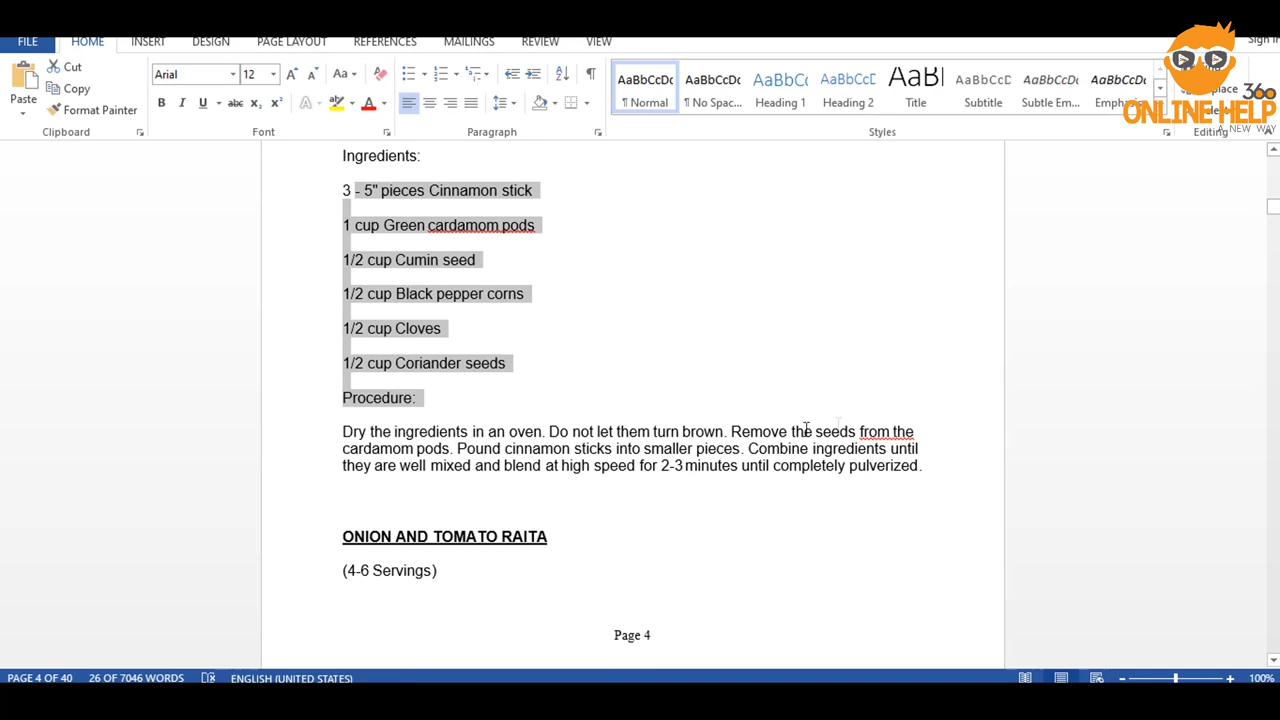 FILE HOME INSERT DESIGN PAGE LAYOUT REFERENCES MAILINGS REVIEW VIEW Sign in
Cut
Copy
Paste Format Painter
Arial 12
AaBbCcDc AaBbCcDc AaBbCc AaBbCcD AaBl AaBbCcD AaBbCcD AaBbCcDc
¶ Normal ¶ No Spac... Heading 1 Heading 2 Title Subtitle Subtle Em...
Clipboard Font Paragraph Styles Editing
360
ONLINE HELP
A NEW WAY
Ingredients:
3 - 5" pieces Cinnamon stick
1 cup Green cardamom pods
1/2 cup Cumin seed
1/2 cup Black pepper corns
1/2 cup Cloves
1/2 cup Coriander seeds
Procedure:
Dry the ingredients in an oven. Do not let them turn brown. Remove the seeds from the
cardamom pods. Pound cinnamon sticks into smaller pieces. Combine ingredients until
they are well mixed and blend at high speed for 2-3 minutes until completely pulverized.
ONION AND TOMATO RAITA
(4-6 Servings)
Page 4
PAGE 4 OF 40 26 OF 7046 WORDS ENGLISH (UNITED STATES) 100%